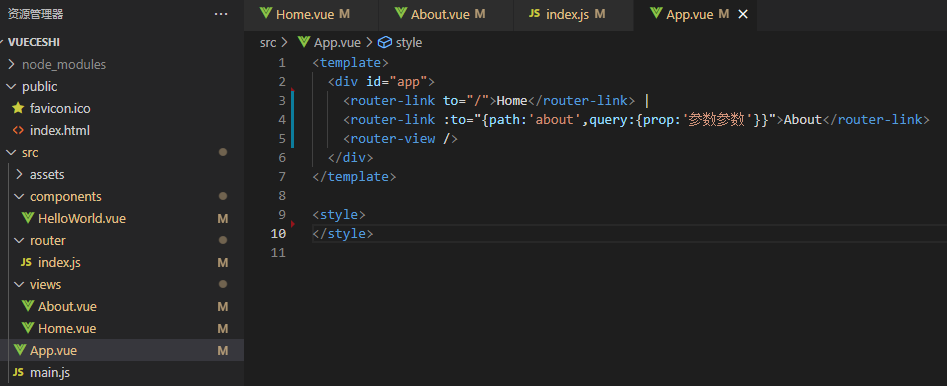 资源管理器 ...
Home.vue M About.vue M JS index.js M App.vue M
VUECESHI
src > App.vue > style
node_modules
public
favicon.ico
index.html
src
assets
components
HelloWorld.vue M
router
JS index.js M
views
About.vue M
Home.vue M
App.vue M
JS main.js
1 <template>
2 <div id="app">
3 <router-link to="/">Home</router-link> |
4 <router-link :to="{path:'about',query:{prop:'参数参数'}}">About</router-link>
5 <router-view />
6 </div>
7 </template>
8
9 <style>
10 </style>
11